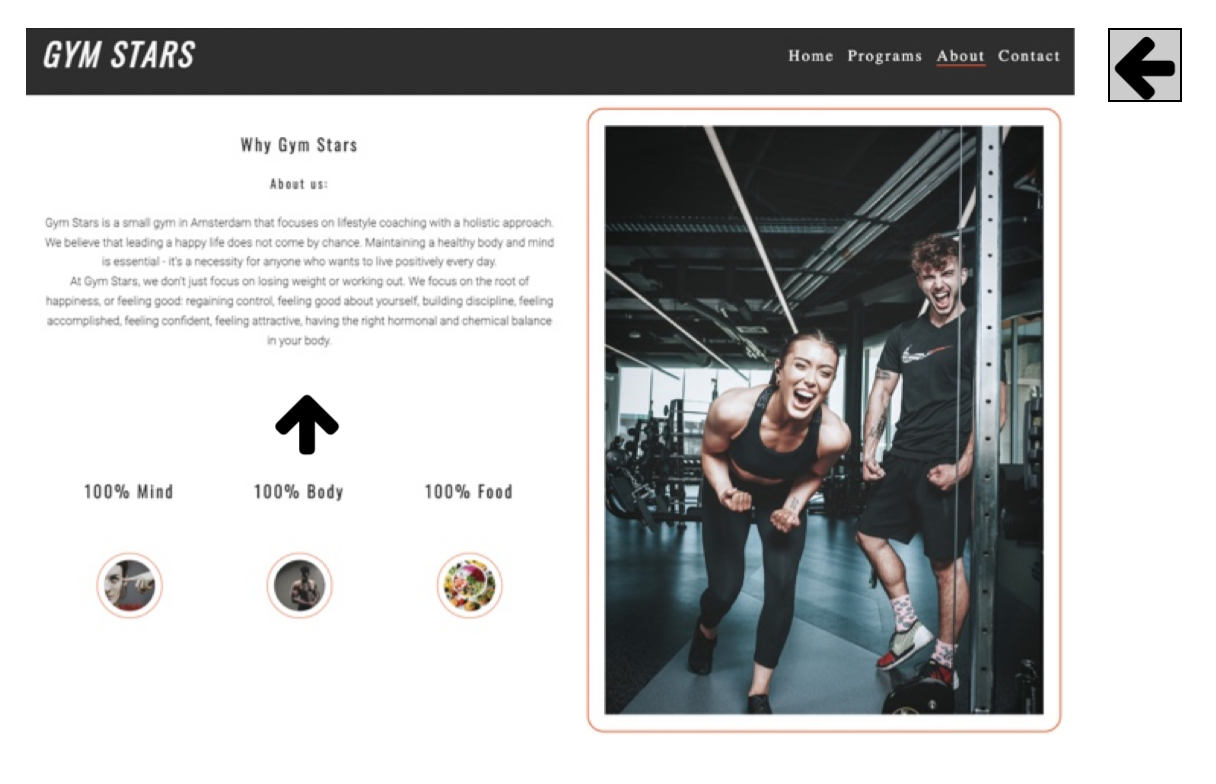 GYM STARS
Home Programs About Contact
Why Gym Stars
About us:
Gym Stars is a small gym in Amsterdam that focuses on lifestyle coaching with a holistic approach.
We believe that leading a happy life does not come by chance. Maintaining a healthy body and mind
is essential - it's a necessity for anyone who wants to live positively every day.
At Gym Stars, we don't just focus on losing weight or working out. We focus on the root of
happiness, or feeling good: regaining control, feeling good about yourself, building discipline, feeling
accomplished, feeling confident, feeling attractive, having the right hormonal and chemical balance
in your body.
100% Mind 100% Body 100% Food